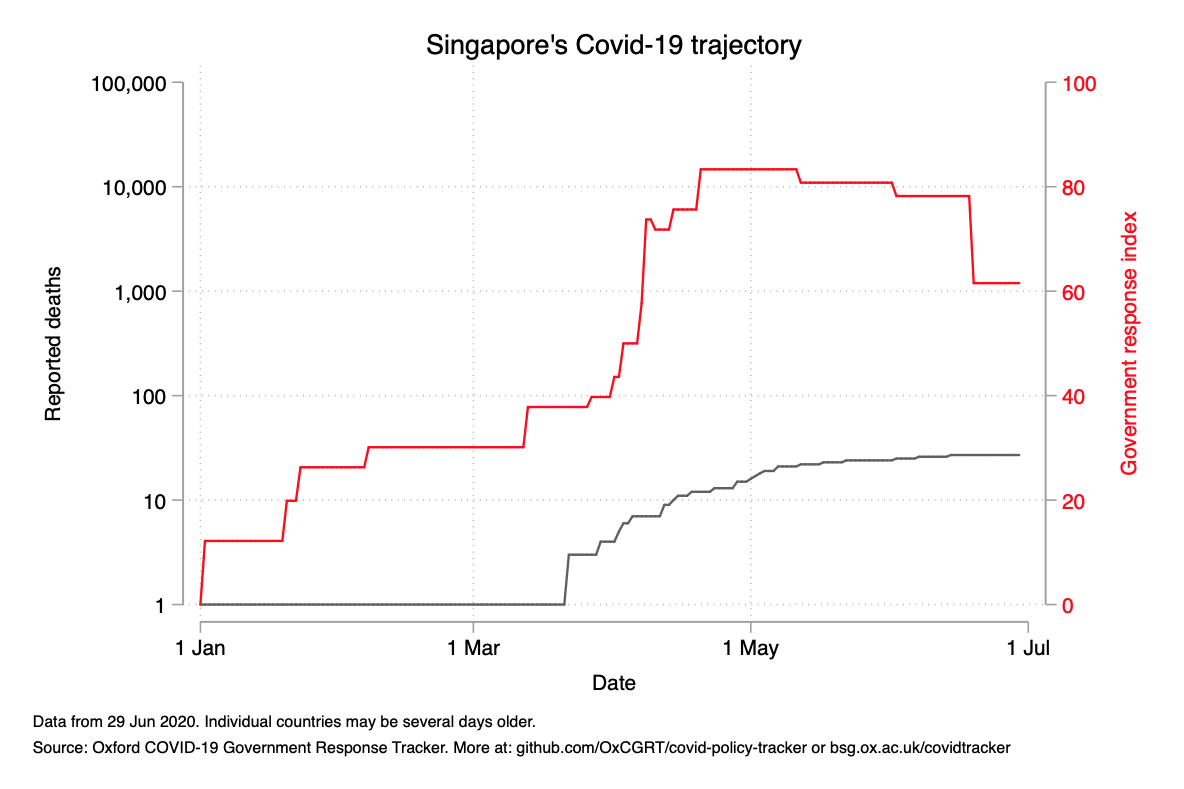 Singapore's Covid-19 trajectory
100,000
10,000
1,000
100
10
1
Reported deaths
100
80
60
40
20
0
Government response index
1 Jan
1 Mar
1 May
1 Jul
Date
Data from 29 Jun 2020. Individual countries may be several days older.
Source: Oxford COVID-19 Government Response Tracker. More at: github.com/OxCGRT/covid-policy-tracker or bsg.ox.ac.uk/covidtracker